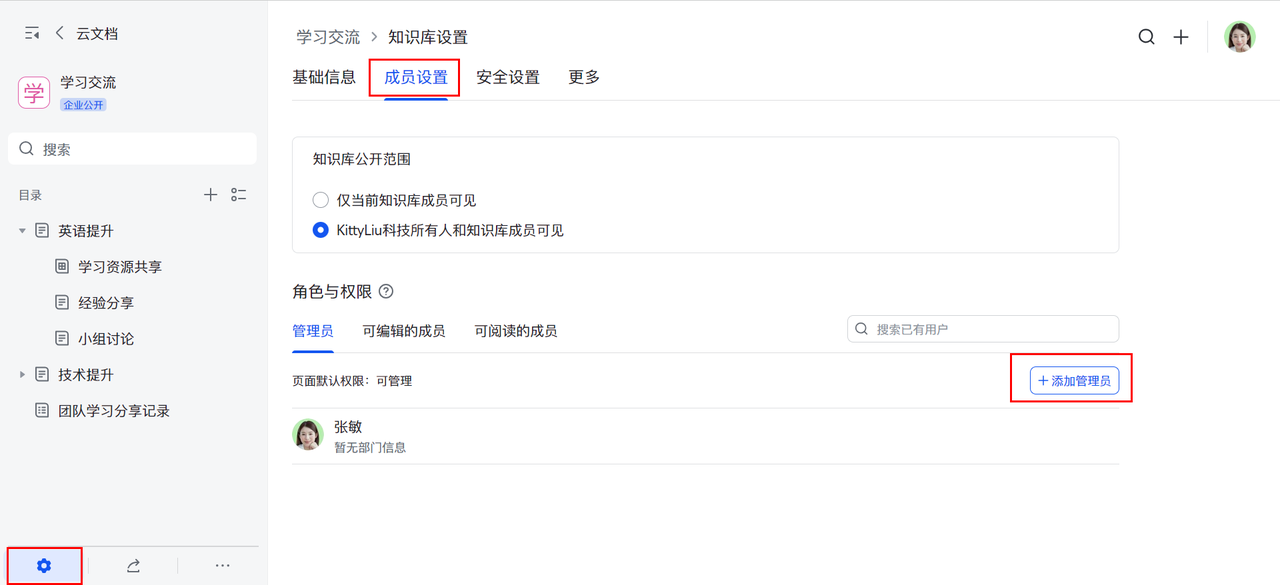 云文档
学
学习交流
企业公开
搜索
目录
英语提升
学习资源共享
经验分享
小组讨论
技术提升
团队学习分享记录
学习交流 > 知识库设置
基础信息 成员设置 安全设置 更多
知识库公开范围
仅当前知识库成员可见
KittyLiu科技所有人和知识库成员可见
角色与权限
管理员 可编辑的成员 可阅读的成员 搜索已有用户
页面默认权限：可管理 添加管理员
张敏
暂无部门信息